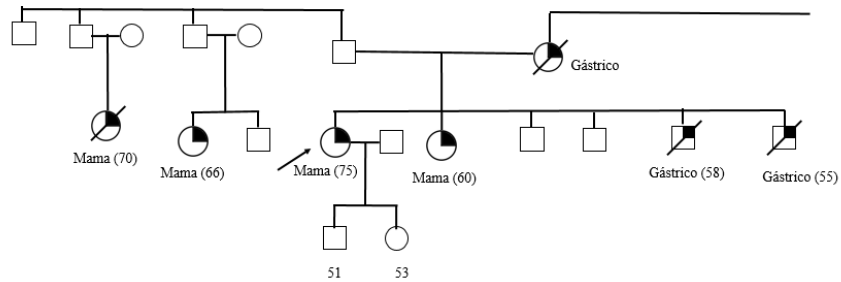 Gástrico
Mama (70)
Mama (66)
Mama (75)
Mama (60)
Gástrico (58)
Gástrico (55)
51
53